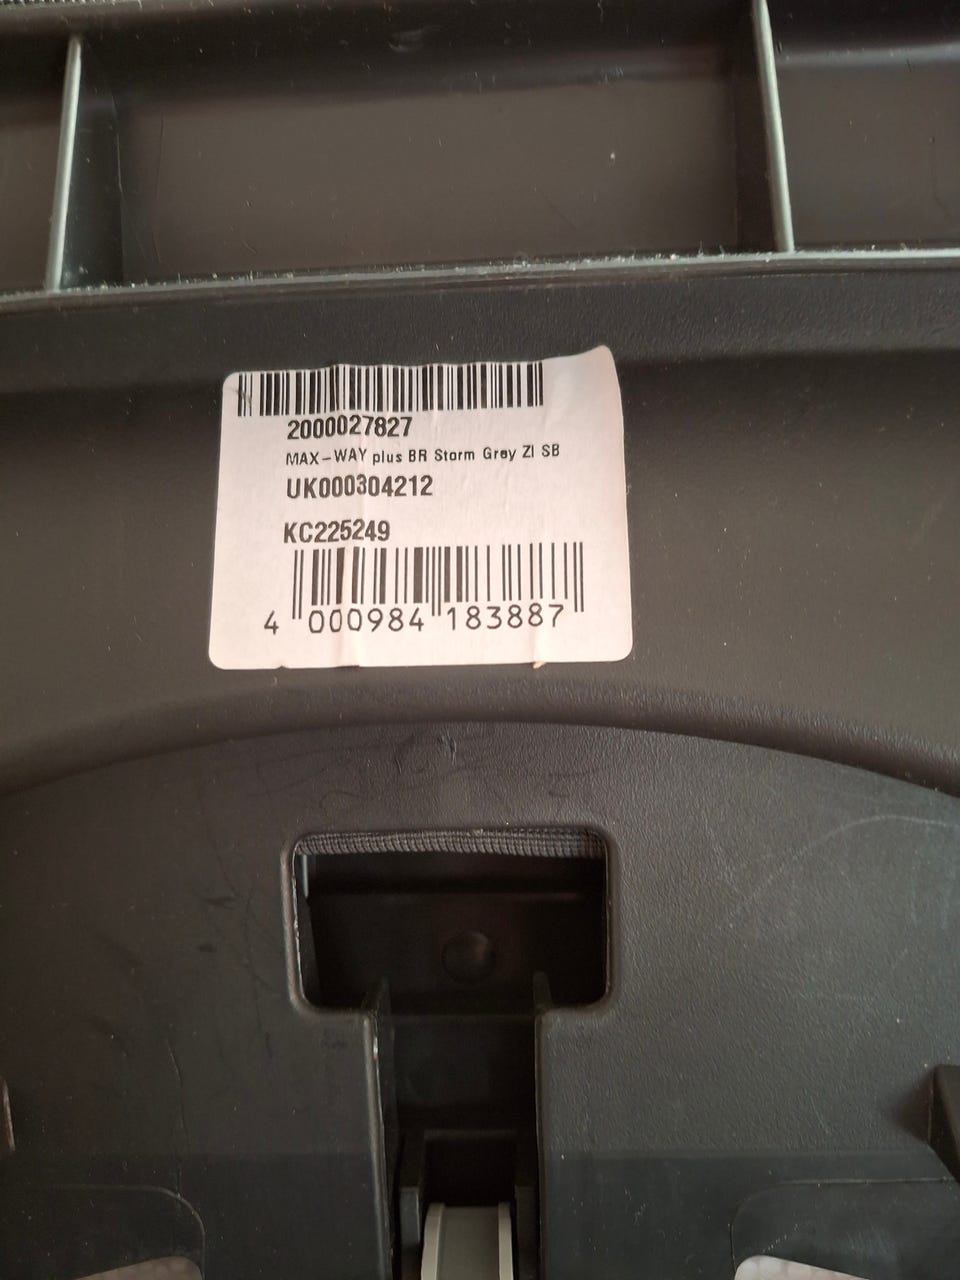 2000027827
MAX-WAY plus BR Storm Grey ZI SB
UK000304212
KC225249
4 000984 183887